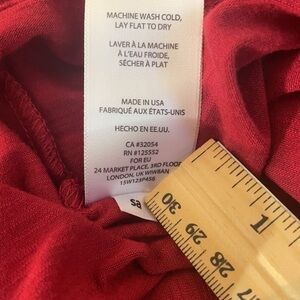 MACHINE WASH COLD,
LAY FLAT TO DRY
LAVER À LA MACHINE
À L'EAU FROIDE,
SÉCHER À PLAT
MADE IN USA
FABRIQUÉ AUX ÉTATS-UNIS
HECHO EN EE.UU.
CA #32054
RN #125552
FOR EU
24 MARKET PLACE, 3RD FLOOR
LONDON, UK W1W8AN
15W123P456
1
30
29
28